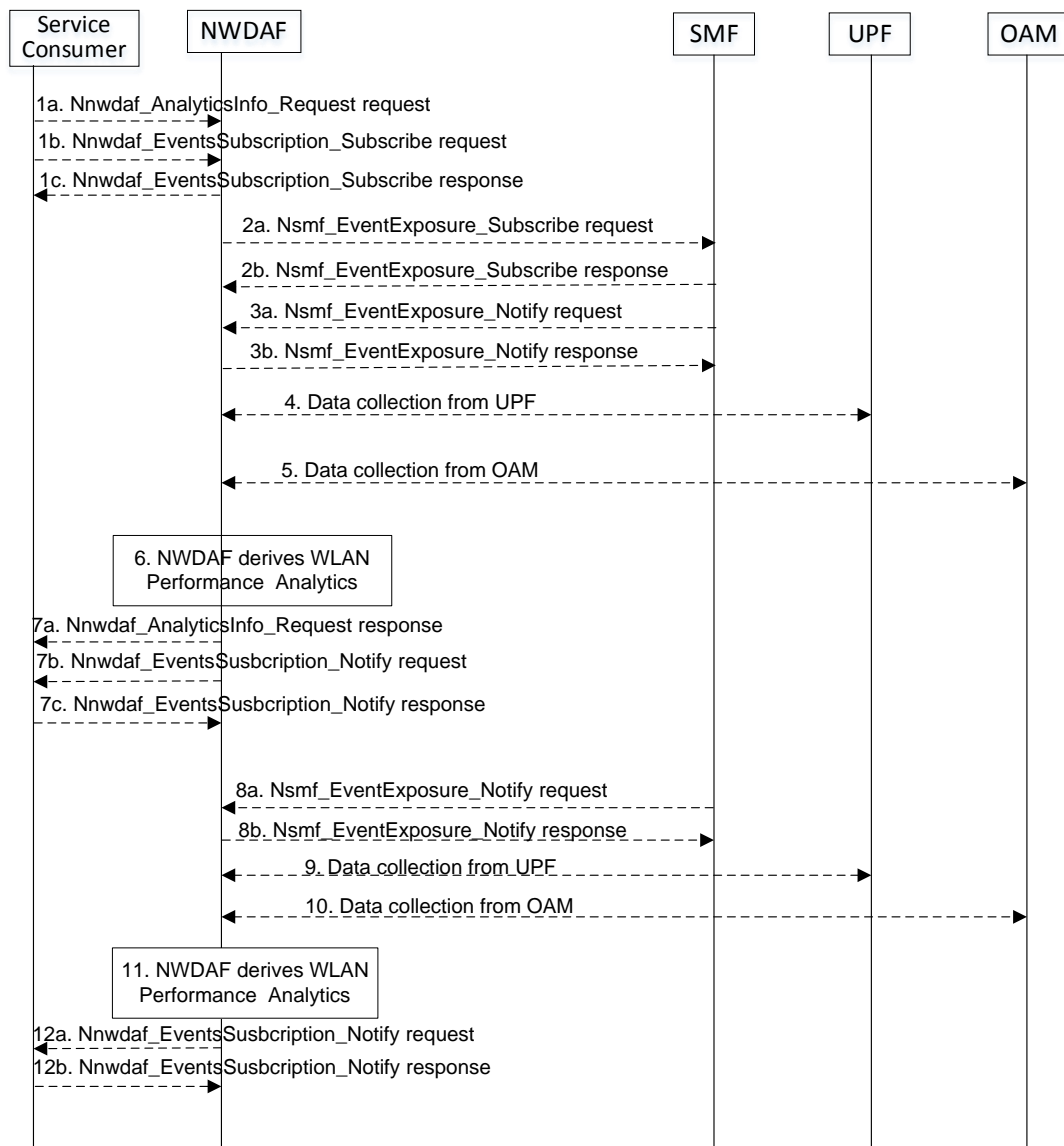 Service
Consumer
NWDAF
SMF
UPF
OAM
1a. Nnwdaf_AnalyticsInfo_Request request
1b. Nnwdaf_EventsSubscription_Subscribe request
1c. Nnwdaf_EventsSubscription_Subscribe response
2a. Nsmf_EventExposure_Subscribe request
2b. Nsmf_EventExposure_Subscribe response
3a. Nsmf_EventExposure_Notify request
3b. Nsmf_EventExposure_Notify response
4. Data collection from UPF
5. Data collection from OAM
6. NWDAF derives WLAN
Performance Analytics
7a. Nnwdaf_AnalyticsInfo_Request response
7b. Nnwdaf_EventsSusbcription_Notify request
7c. Nnwdaf_EventsSusbcription_Notify response
8a. Nsmf_EventExposure_Notify request
8b. Nsmf_EventExposure_Notify response
9. Data collection from UPF
10. Data collection from OAM
11. NWDAF derives WLAN
Performance Analytics
12a. Nnwdaf_EventsSusbcription_Notify request
12b. Nnwdaf_EventsSusbcription_Notify response